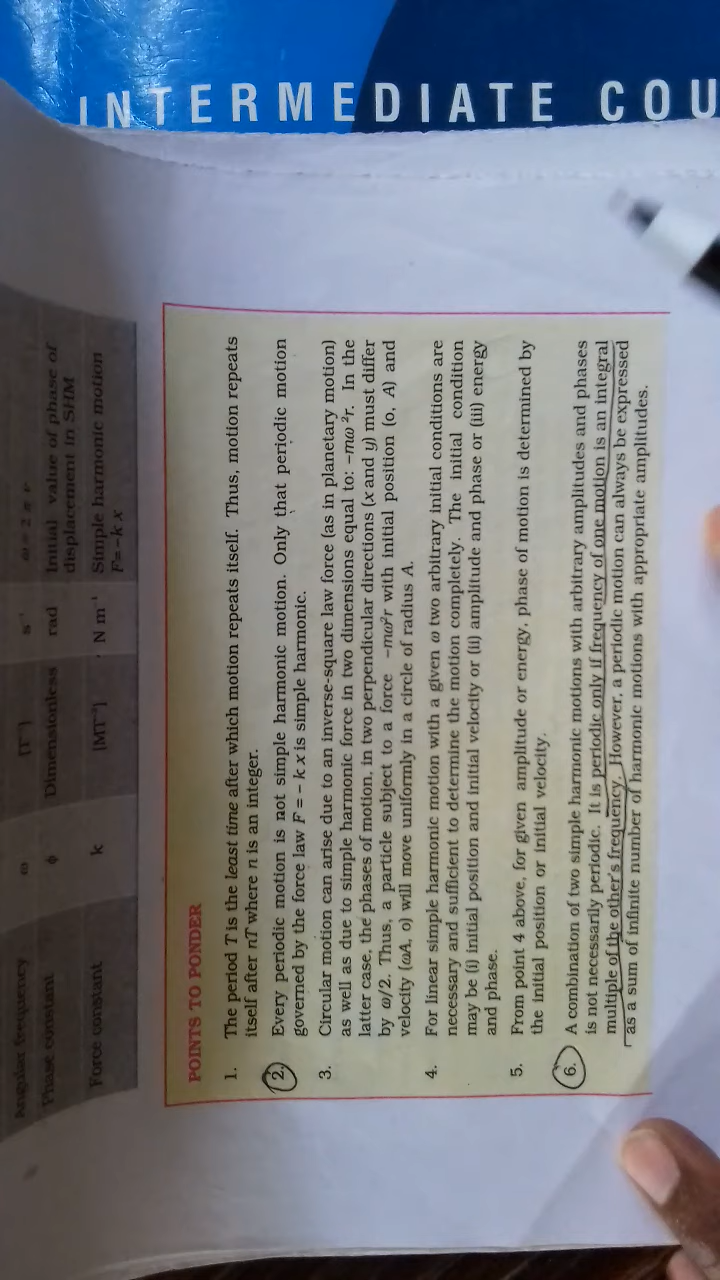 INTERMEDIATE COU
Angular frequency ω [T⁻¹] s⁻¹ ω = 2 π ν
Phase constant ϕ Dimensionless rad Initial value of phase of
displacement in SHM
Force constant k [MT⁻²] N m⁻¹ Simple harmonic motion
F = – k x
POINTS TO PONDER
1. The period T is the least time after which motion repeats itself. Thus, motion repeats
itself after nT where n is an integer.
2. Every periodic motion is not simple harmonic motion. Only that periodic motion
governed by the force law F = – k x is simple harmonic.
3. Circular motion can arise due to an inverse-square law force (as in planetary motion)
as well as due to simple harmonic force in two dimensions equal to: –mω²r. In the
latter case, the phases of motion, in two perpendicular directions (x and y) must differ
by ω/2. Thus, a particle subject to a force –mω²r with initial position (o, A) and
velocity (ωA, o) will move uniformly in a circle of radius A.
4. For linear simple harmonic motion with a given ω two arbitrary initial conditions are
necessary and sufficient to determine the motion completely. The initial condition
may be (i) initial position and initial velocity or (ii) amplitude and phase or (iii) energy
and phase.
5. From point 4 above, for given amplitude or energy, phase of motion is determined by
the initial position or initial velocity.
6. A combination of two simple harmonic motions with arbitrary amplitudes and phases
is not necessarily periodic. It is periodic only if frequency of one motion is an integral
multiple of the other's frequency. However, a periodic motion can always be expressed
as a sum of infinite number of harmonic motions with appropriate amplitudes.